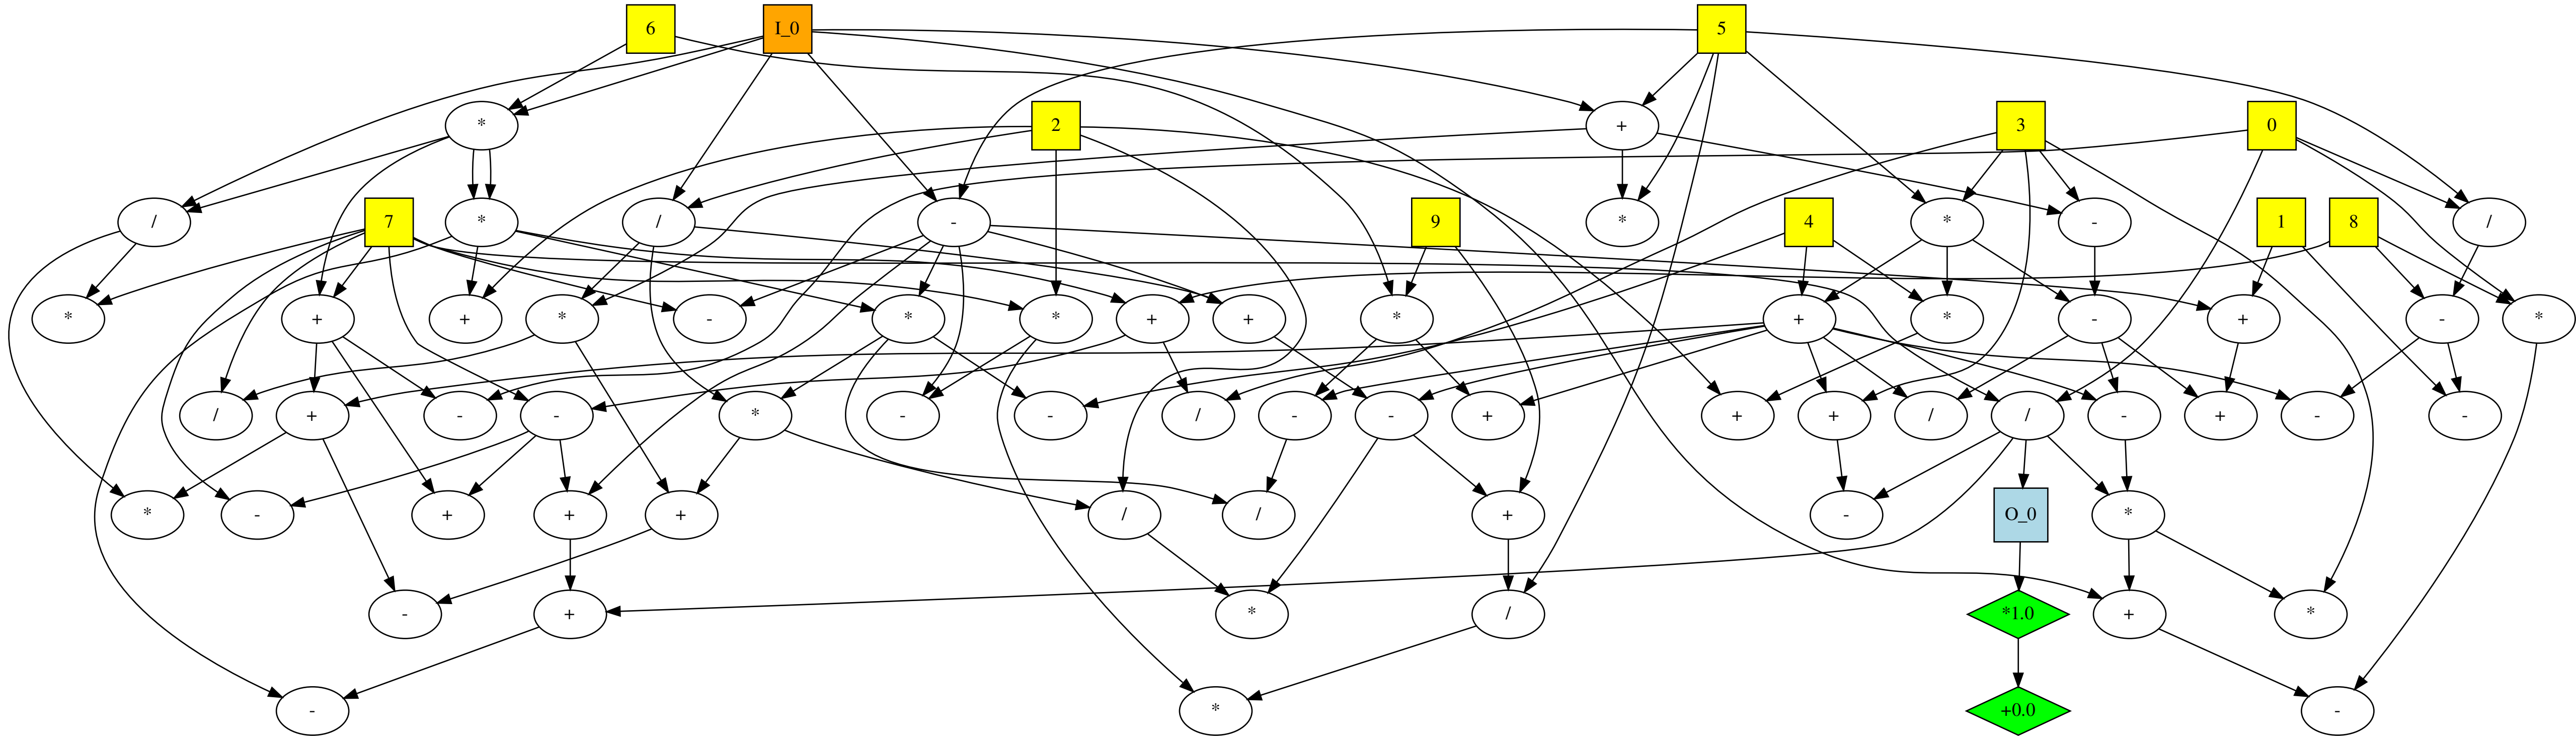 6 I_0 5
* 2 + 3 0
/ 7 * / - 9 * 4 * - 1 8 /
* + + * - * * + + * + * - + - *
/ + - - * - - / - - + + + / / - + - -
* - + + + / / + - O_0 *
- + * / *1.0 + *
- * +0.0 -